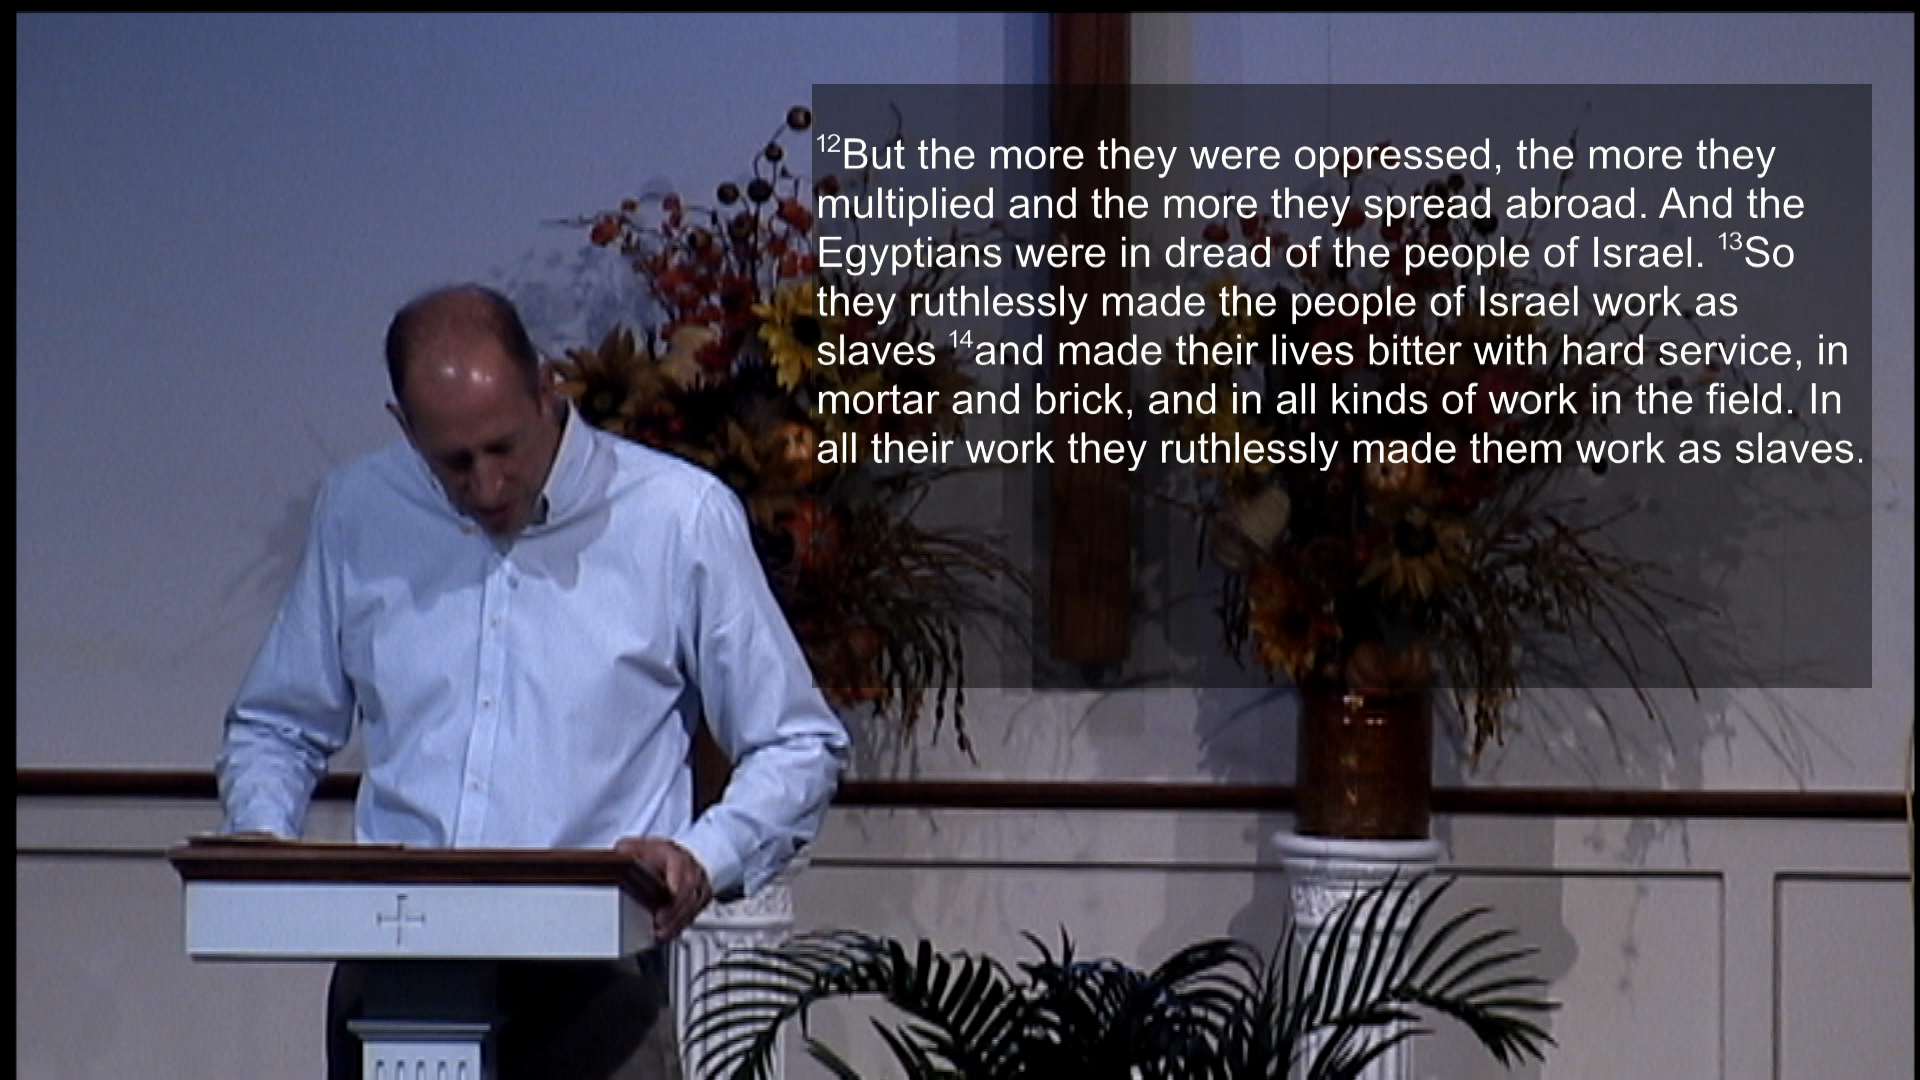 12But the more they were oppressed, the more they
multiplied and the more they spread abroad. And the
Egyptians were in dread of the people of Israel. 13So
they ruthlessly made the people of Israel work as
slaves 14and made their lives bitter with hard service, in
mortar and brick, and in all kinds of work in the field. In
all their work they ruthlessly made them work as slaves.